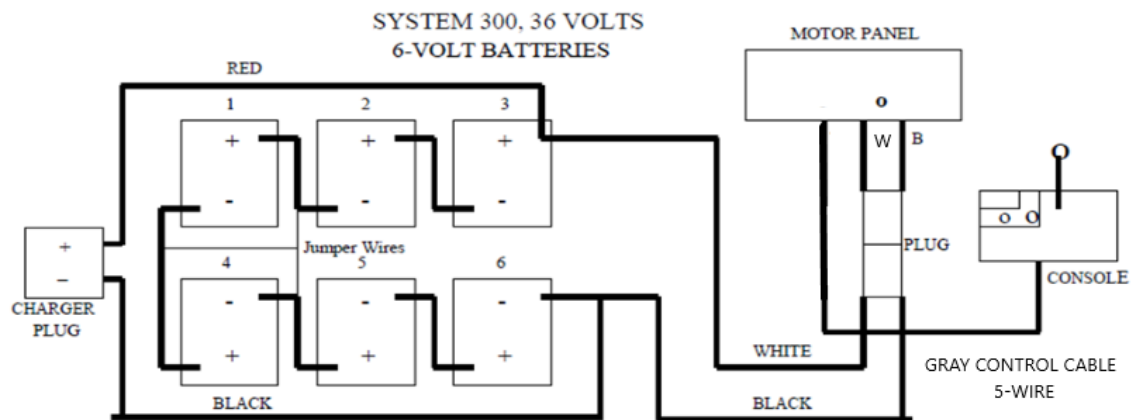 SYSTEM 300, 36 VOLTS
6-VOLT BATTERIES
MOTOR PANEL
RED
1 2 3
+ + +
- - -
O
W B
O
O O
PLUG
CONSOLE
Jumper Wires
+
–
CHARGER
PLUG
4 5 6
- - -
+ + +
WHITE
BLACK
BLACK
GRAY CONTROL CABLE
5-WIRE